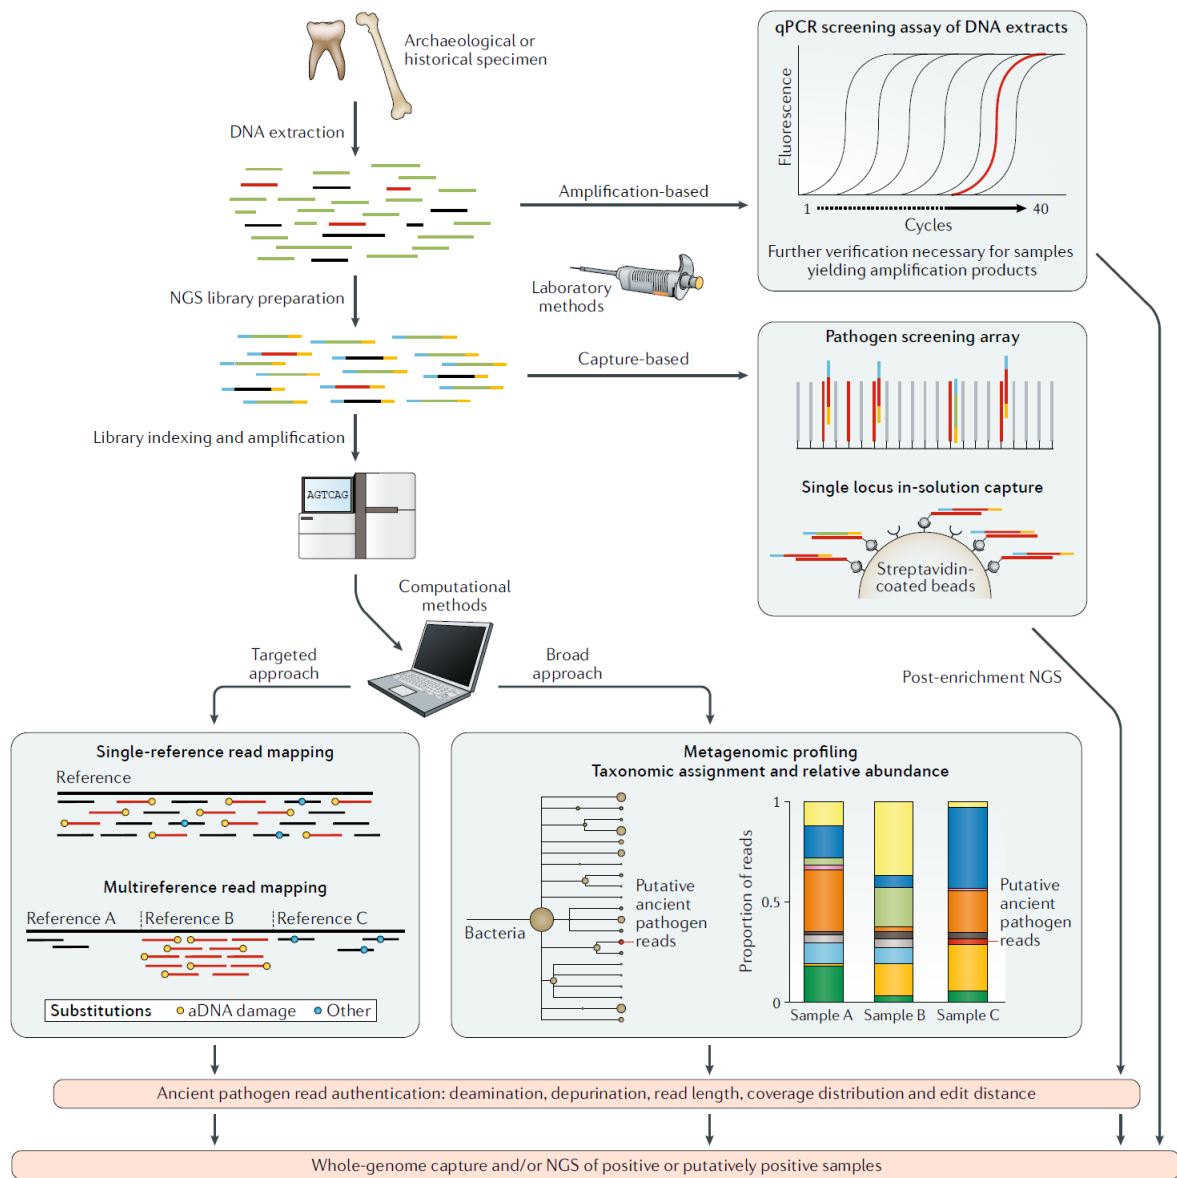 Archaeological or
historical specimen
DNA extraction
Amplification-based
qPCR screening assay of DNA extracts
Fluorescence
1
40
Cycles
Further verification necessary for samples
yielding amplification products
Laboratory
methods
NGS library preparation
Capture-based
Pathogen screening array
Library indexing and amplification
AGTCAG
Single locus in-solution capture
Streptavidin-
coated beads
Computational
methods
Targeted
approach
Broad
approach
Post-enrichment NGS
Single-reference read mapping
Reference
Multireference read mapping
Reference A
Reference B
Reference C
Substitutions
aDNA damage
Other
Metagenomic profiling
Taxonomic assignment and relative abundance
Bacteria
Putative
ancient
pathogen
reads
Proportion of reads
1
0.5
0
Sample A
Sample B
Sample C
Putative
ancient
pathogen
reads
Ancient pathogen read authentication: deamination, depurination, read length, coverage distribution and edit distance
Whole-genome capture and/or NGS of positive or putatively positive samples